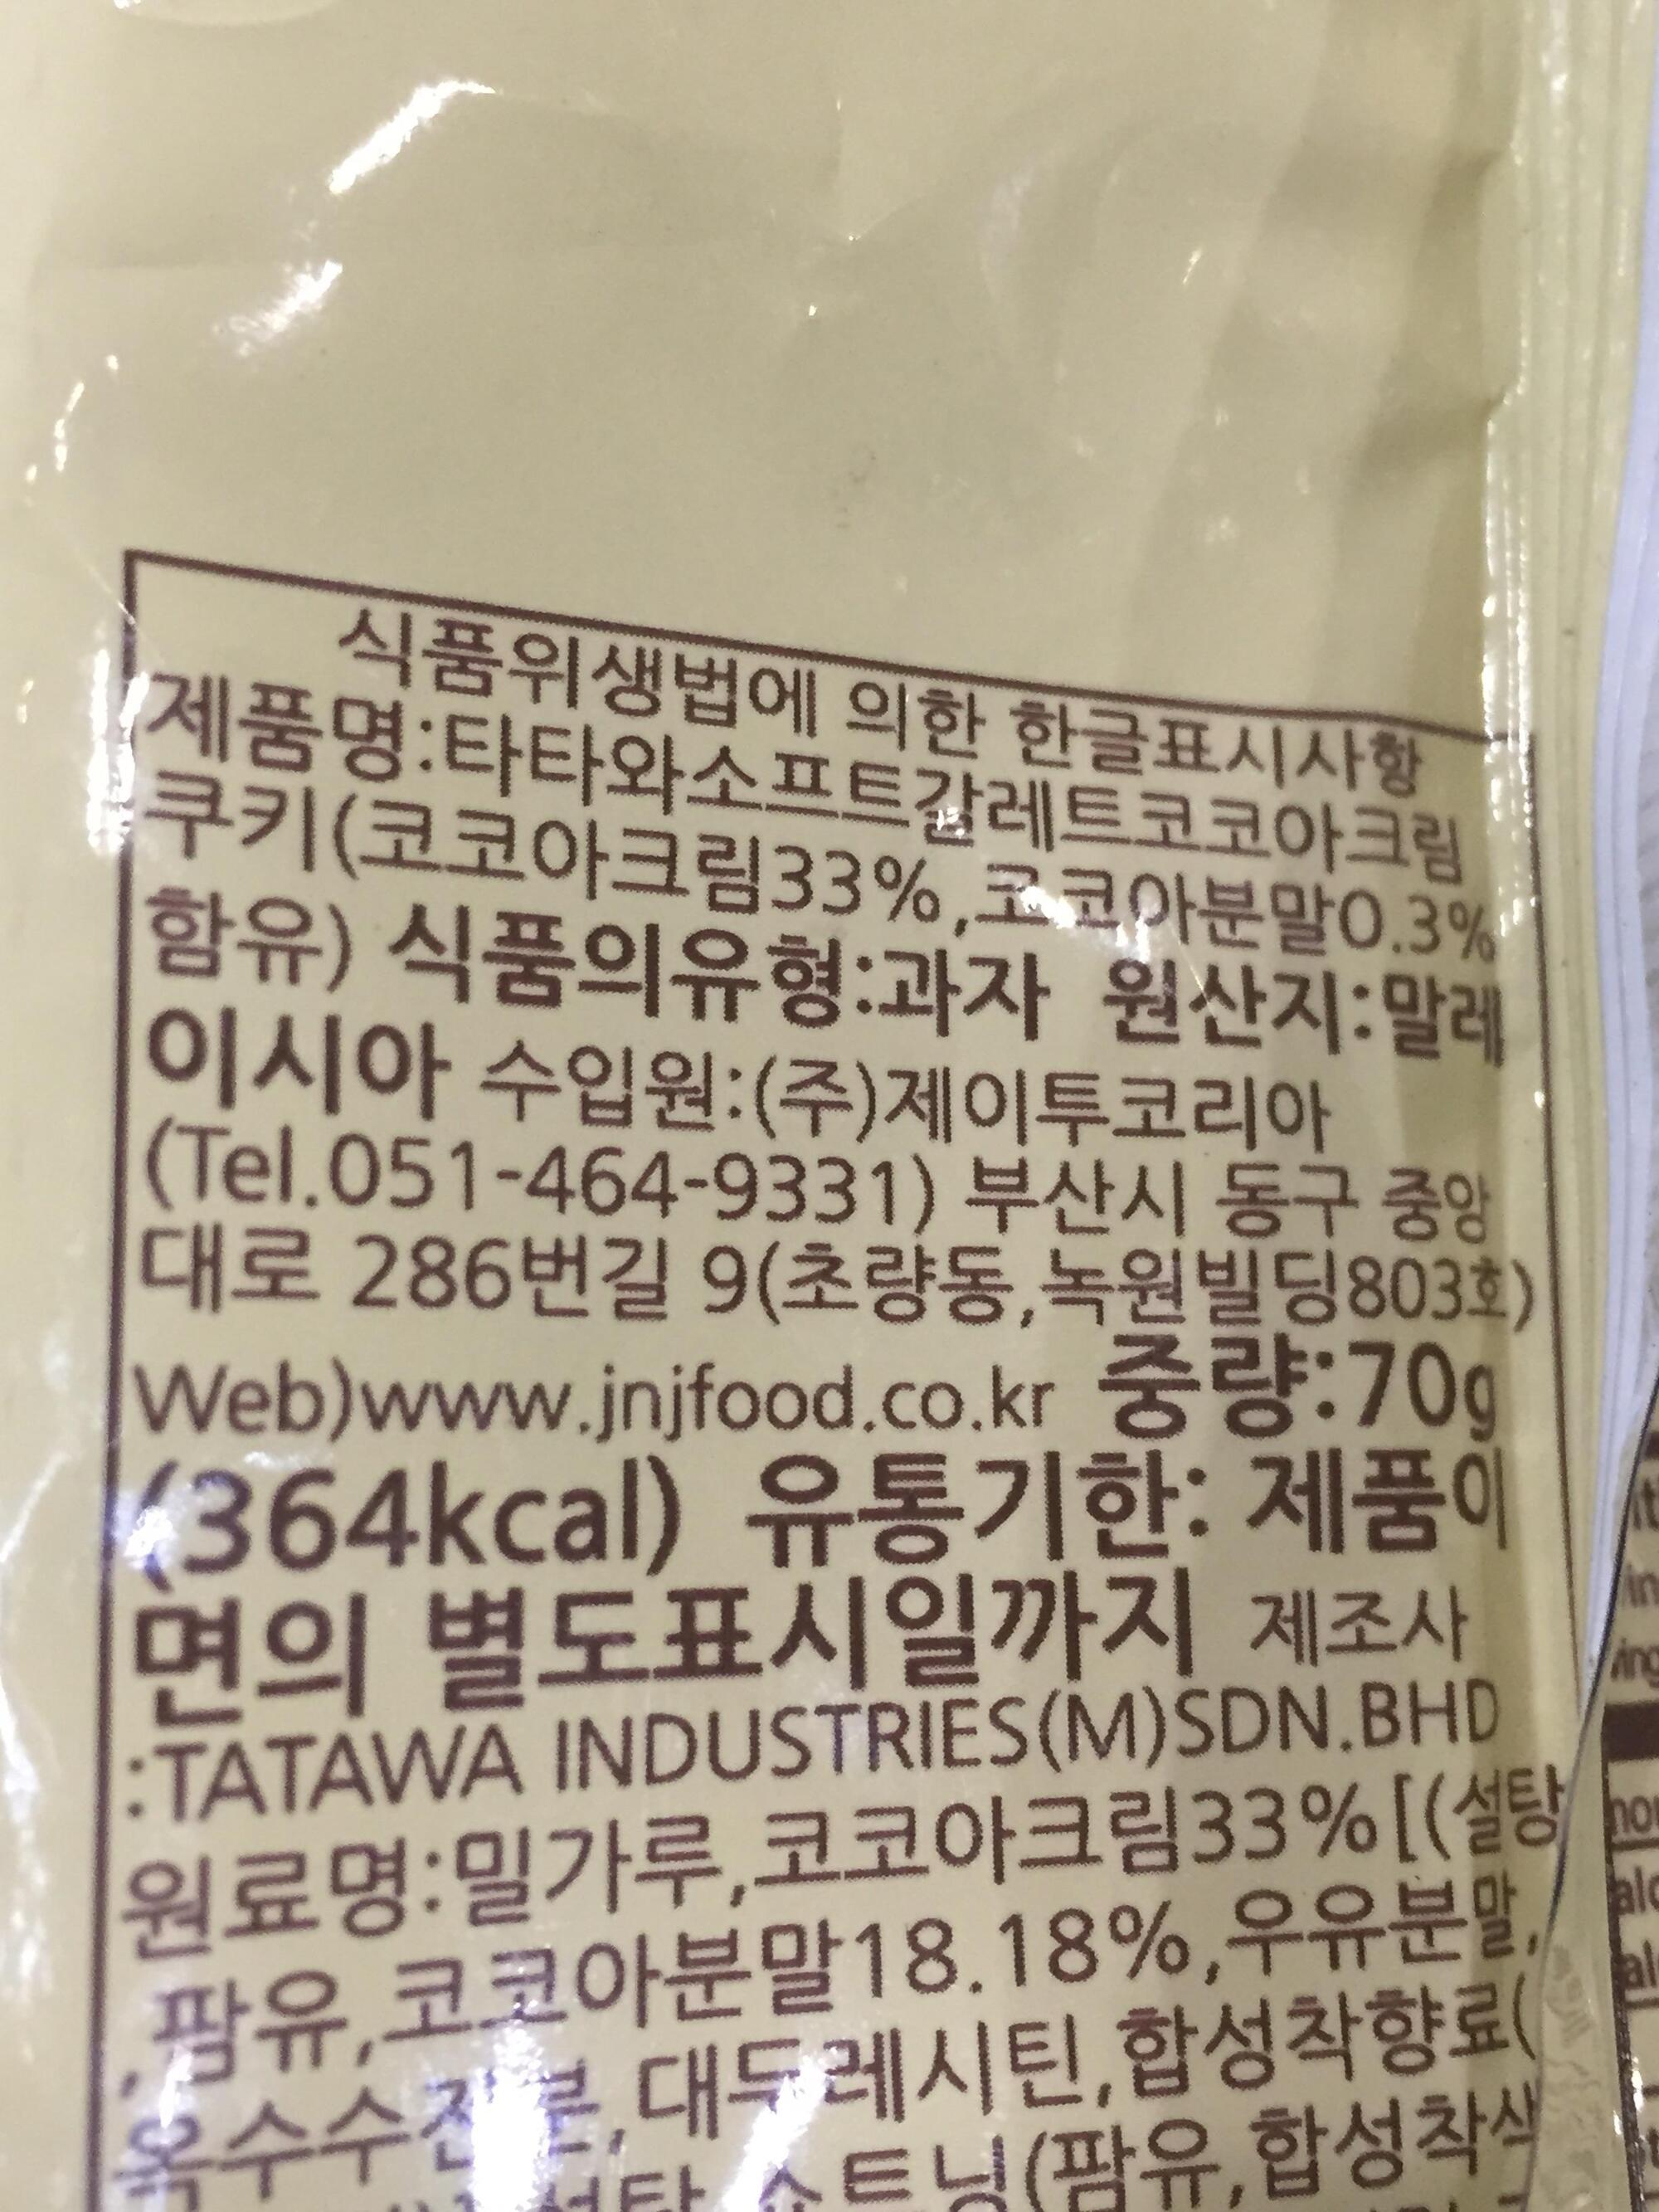 식품위생법에 의한 한글표시사항
제품명:타타와소프트갈레트코코아크림
쿠키(코코아크림33%,코코아분말0.3%
함유) 식품의유형:과자 원산지:말레
이시아 수입원:(주)제이투코리아
(Tel.051-464-9331) 부산시 동구 중앙
대로 286번길 9(초량동,녹원빌딩803호)
Web)www.jnjfood.co.kr 중량:70g
(364kcal) 유통기한: 제품이
면의 별도표시일까지 제조사
:TATAWA INDUSTRIES(M)SDN.BHD
원료명:밀가루,코코아크림33%[(설탕
,팜유,코코아분말18.18%,우유분말,
옥수수전분,대두레시틴,합성착향료(
쇼트닝(팜유,합성착색